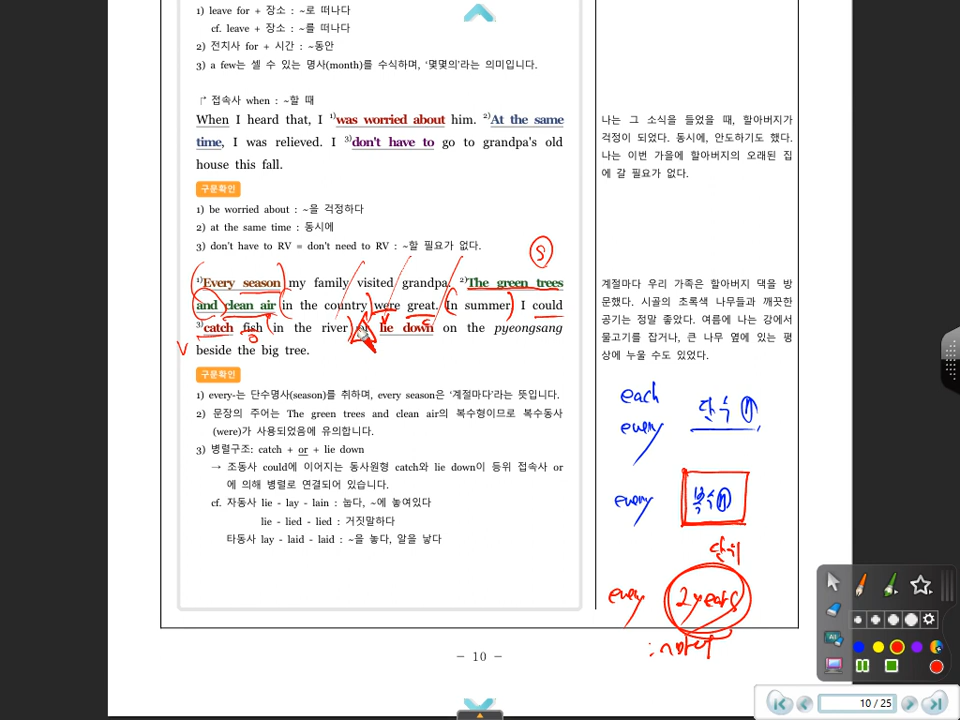 1) leave for + 장소 : ~로 떠나다
cf. leave + 장소 : ~를 떠나다
2) 전치사 for + 시간 : ~동안
3) a few는 셀 수 있는 명사(month)를 수식하며, ‘몇몇의’라는 의미입니다.
접속사 when : ~할 때
When I heard that, I 1)was worried about him. 2)At the same
time, I was relieved. I 3)don't have to go to grandpa's old
house this fall.
나는 그 소식을 들었을 때, 할아버지가
걱정이 되었다. 동시에, 안도하기도 했다.
나는 이번 가을에 할아버지의 오래된 집
에 갈 필요가 없다.
구문확인
1) be worried about : ~을 걱정하다
2) at the same time : 동시에
3) don't have to RV = don't need to RV : ~할 필요가 없다.
S
1)Every season my family visited grandpa. 2)The green trees
and clean air in the country were great. In summer I could
V C
3)catch fish in the river or lie down on the pyeongsang
V O
beside the big tree.
계절마다 우리 가족은 할아버지 댁을 방
문했다. 시골의 초록색 나무들과 깨끗한
공기는 정말 좋았다. 여름에 나는 강에서
물고기를 잡거나, 큰 나무 옆에 있는 평
상에 누울 수도 있었다.
구문확인
1) every-는 단수명사(season)를 취하며, every season은 ‘계절마다’라는 뜻입니다.
2) 문장의 주어는 The green trees and clean air의 복수형이므로 복수동사
(were)가 사용되었음에 유의합니다.
3) 병렬구조: catch + or + lie down
→ 조동사 could에 이어지는 동사원형 catch와 lie down이 등위 접속사 or
에 의해 병렬로 연결되어 있습니다.
cf. 자동사 lie - lay - lain : 눕다, ~에 놓여있다
lie - lied - lied : 거짓말하다
타동사 lay - laid - laid : ~을 놓다, 알을 낳다
each
every 단수 n
every 복수 n
단위
every 2years
:~마다
- 10 -
10 / 25